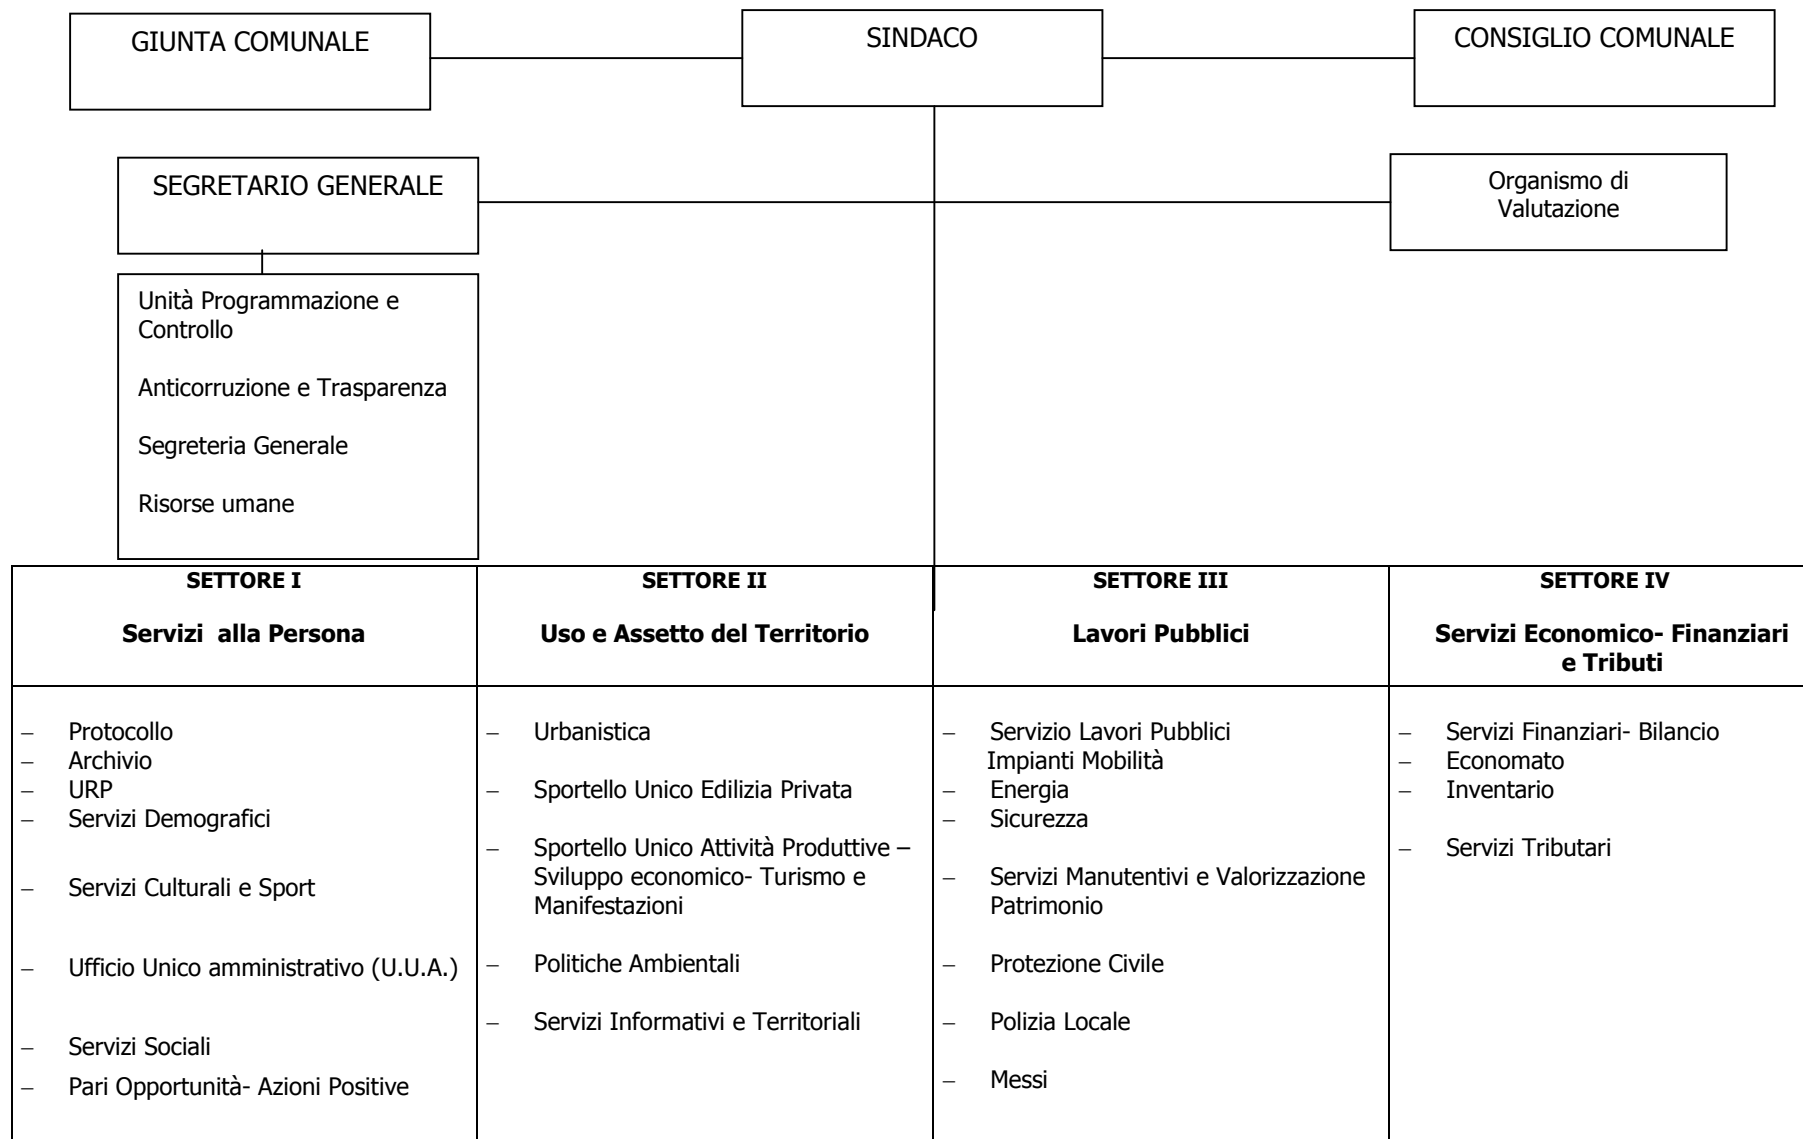 GIUNTA COMUNALE
SINDACO
CONSIGLIO COMUNALE
SEGRETARIO GENERALE
Organismo di
Valutazione
Unità Programmazione e
Controllo
Anticorruzione e Trasparenza
Segreteria Generale
Risorse umane
SETTORE I
Servizi alla Persona
SETTORE II
Uso e Assetto del Territorio
SETTORE III
Lavori Pubblici
SETTORE IV
Servizi Economico- Finanziari
e Tributi
– Protocollo
– Archivio
– URP
– Servizi Demografici
– Servizi Culturali e Sport
– Ufficio Unico amministrativo (U.U.A.)
– Servizi Sociali
– Pari Opportunità- Azioni Positive
– Urbanistica
– Sportello Unico Edilizia Privata
– Sportello Unico Attività Produttive –
Sviluppo economico- Turismo e
Manifestazioni
– Politiche Ambientali
– Servizi Informativi e Territoriali
– Servizio Lavori Pubblici
Impianti Mobilità
– Energia
– Sicurezza
– Servizi Manutentivi e Valorizzazione
Patrimonio
– Protezione Civile
– Polizia Locale
– Messi
– Servizi Finanziari- Bilancio
– Economato
– Inventario
– Servizi Tributari